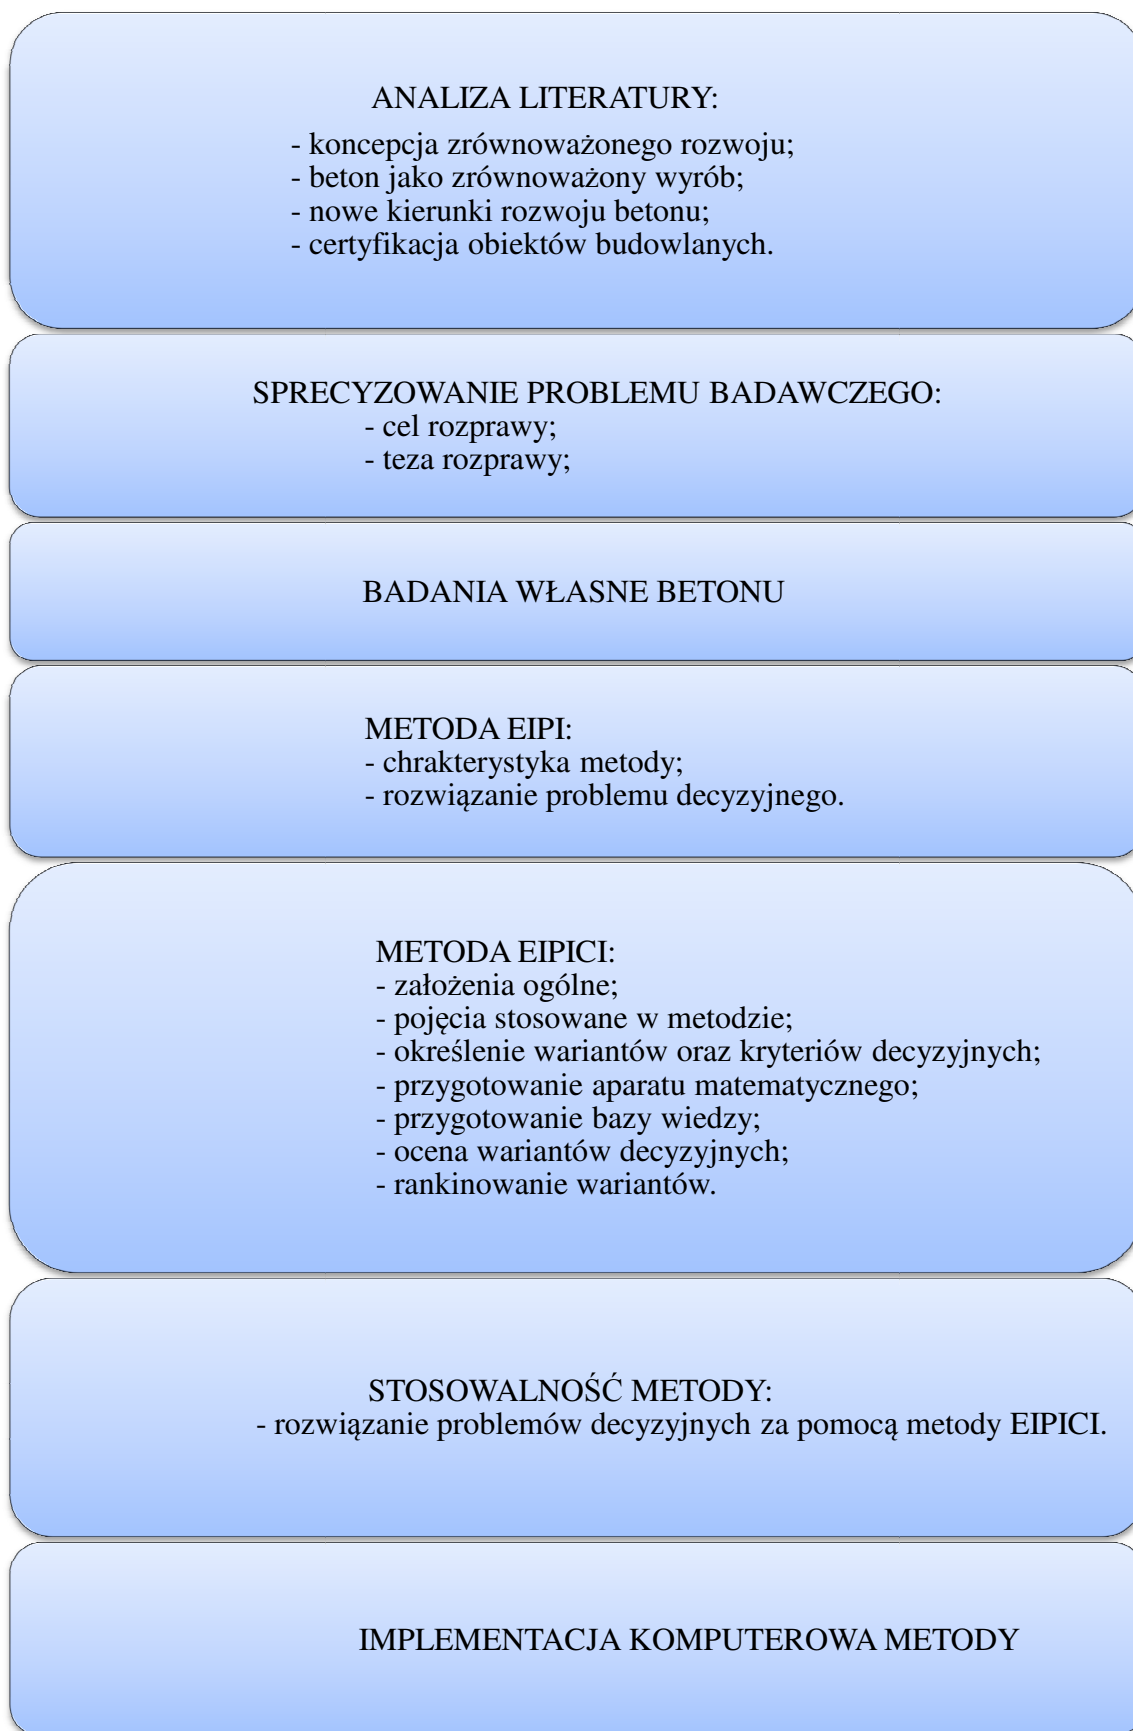 ANALIZA LITERATURY:
- koncepcja zrównoważonego rozwoju;
- beton jako zrównoważony wyrób;
- nowe kierunki rozwoju betonu;
- certyfikacja obiektów budowlanych.
SPRECYZOWANIE PROBLEMU BADAWCZEGO:
- cel rozprawy;
- teza rozprawy;
BADANIA WŁASNE BETONU
METODA EIPI:
- chrakterystyka metody;
- rozwiązanie problemu decyzyjnego.
METODA EIPICI:
- założenia ogólne;
- pojęcia stosowane w metodzie;
- określenie wariantów oraz kryteriów decyzyjnych;
- przygotowanie aparatu matematycznego;
- przygotowanie bazy wiedzy;
- ocena wariantów decyzyjnych;
- rankinowanie wariantów.
STOSOWALNOŚĆ METODY:
- rozwiązanie problemów decyzyjnych za pomocą metody EIPICI.
IMPLEMENTACJA KOMPUTEROWA METODY